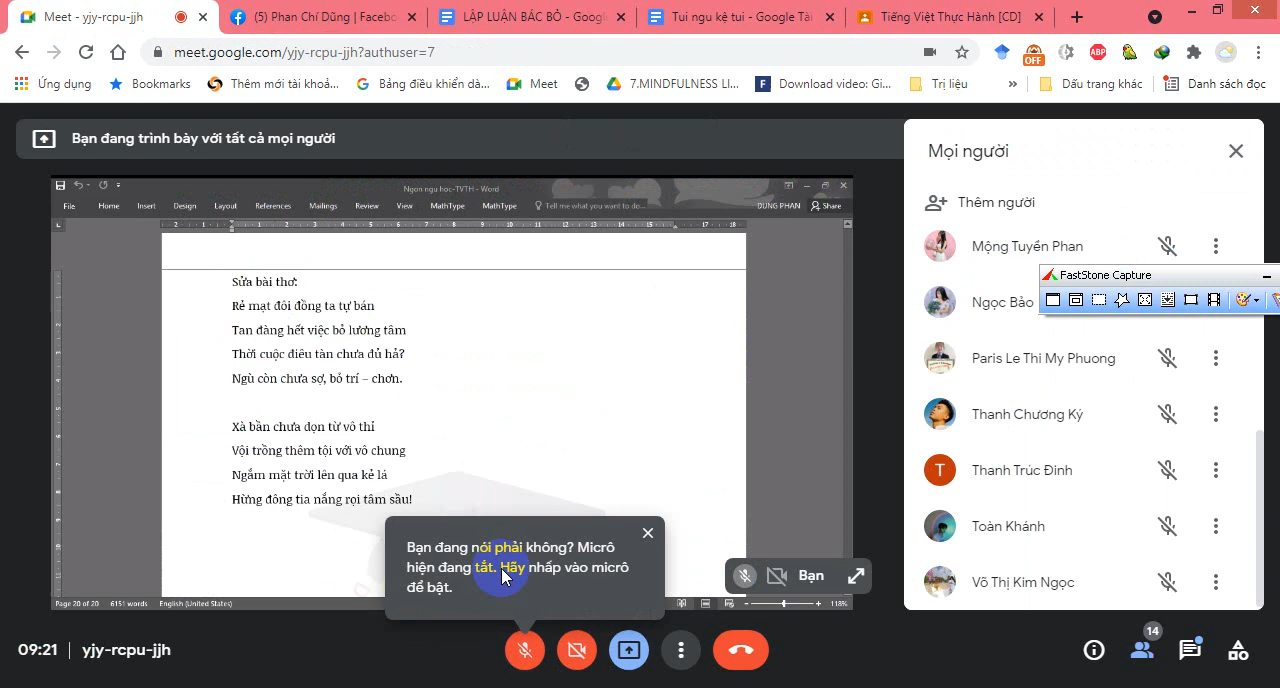 Meet - yjy-rcpu-jjh
(5) Phan Chí Dũng | Facebo
LẬP LUẬN BÁC BỎ - Googl
Tui ngu kệ tui - Google Tài
Tiếng Việt Thực Hành [CD]
meet.google.com/yjy-rcpu-jjh?authuser=7
OFF
ABP
Ứng dụng
Bookmarks
Thêm mới tài khoả...
Bảng điều khiển...
Meet
7.MINDFULNESS LI...
Download video: Gi...
Trị liệu
»
Dấu trang khác
Danh sách đọc
Bạn đang trình bày với tất cả mọi người
Ngon ngu hoc-TVTH - Word
File Home Insert Design Layout References Mailings Review View MathType MathType Tell me what you want to do... DUNG PHAN Share
Sửa bài thơ:
Rẻ mạt đôi đồng ta tự bán
Tan đàng hết việc bỏ lương tâm
Thời cuộc điêu tàn chưa đủ hả?
Ngù còn chưa sợ, bỏ trí – chơn.
Xà bần chưa dọn từ vô thỉ
Vội trồng thêm tội với vô chung
Ngắm mặt trời lên qua kẻ lá
Hừng đông tia nắng rọi tâm sầu!
Page 20 of 20 6151 words English (United States)
118%
Bạn đang nói phải không? Micrô
hiện đang tắt. Hãy nhấp vào micrô
để bật.
Bạn
Mọi người
Thêm người
Mộng Tuyền Phan
FastStone Capture
Ngọc Bảo
Paris Le Thi My Phuong
Thanh Chương Ký
T
Thanh Trúc Đinh
Toàn Khánh
Võ Thị Kim Ngọc
09:21 | yjy-rcpu-jjh
14